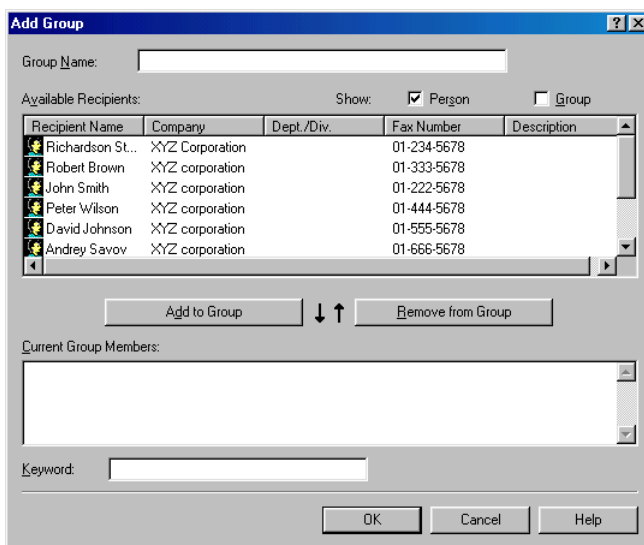 Add Group
Group Name:
Available Recipients: Show: Person Group
Recipient Name Company Dept./Div. Fax Number Description
Richardson St... XYZ Corporation 01-234-5678
Robert Brown XYZ corporation 01-333-5678
John Smith XYZ corporation 01-222-5678
Peter Wilson XYZ corporation 01-444-5678
David Johnson XYZ corporation 01-555-5678
Andrey Savov XYZ corporation 01-666-5678
Add to Group Remove from Group
Current Group Members:
Keyword:
OK Cancel Help